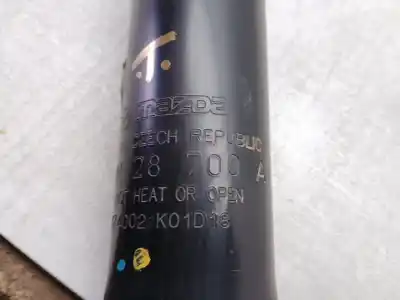 .T.
mazda
CZECH REPUBLIC
28 700 A
HEAT OR OPEN
K01D18